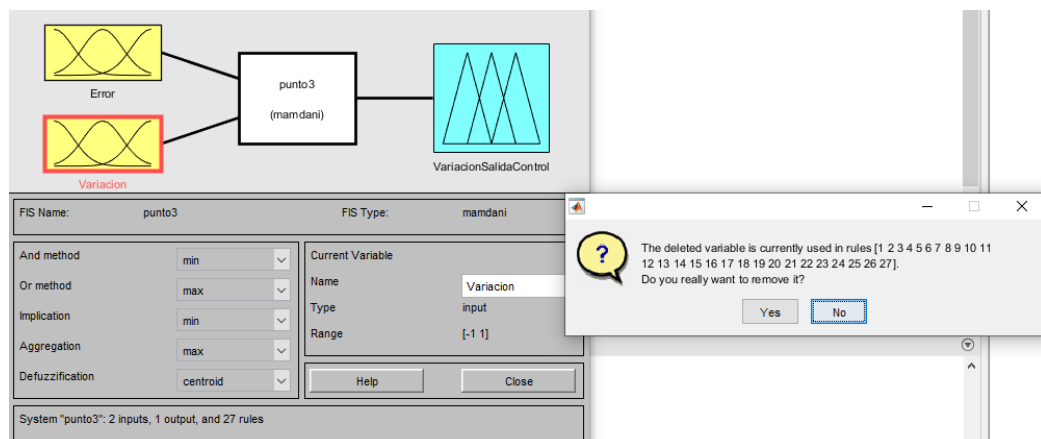 Error
punto3
(mamdani)
Variacion
VariacionSalidaControl
FIS Name: punto3 FIS Type: mamdani
And method min
Or method max
Implication min
Aggregation max
Defuzzification centroid
Current Variable
Name Variacion
Type input
Range [-1 1]
Help Close
System "punto3": 2 inputs, 1 output, and 27 rules
?
The deleted variable is currently used in rules [1 2 3 4 5 6 7 8 9 10 11
12 13 14 15 16 17 18 19 20 21 22 23 24 25 26 27].
Do you really want to remove it?
Yes No